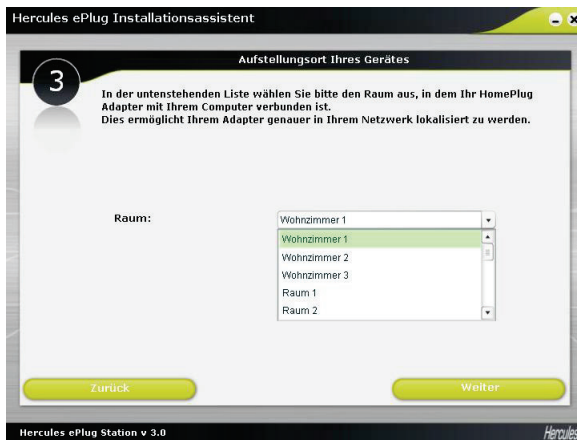 Hercules ePlug Installationsassistent
Aufstellungsort Ihres Gerätes
3
In der untenstehenden Liste wählen Sie bitte den Raum aus, in dem Ihr HomePlug
Adapter mit Ihrem Computer verbunden ist.
Dies ermöglicht Ihrem Adapter genauer in Ihrem Netzwerk lokalisiert zu werden.
Raum:
Wohnzimmer 1
Wohnzimmer 1
Wohnzimmer 2
Wohnzimmer 3
Raum 1
Raum 2
Zurück
Weiter
Hercules ePlug Station v 3.0
Hercules